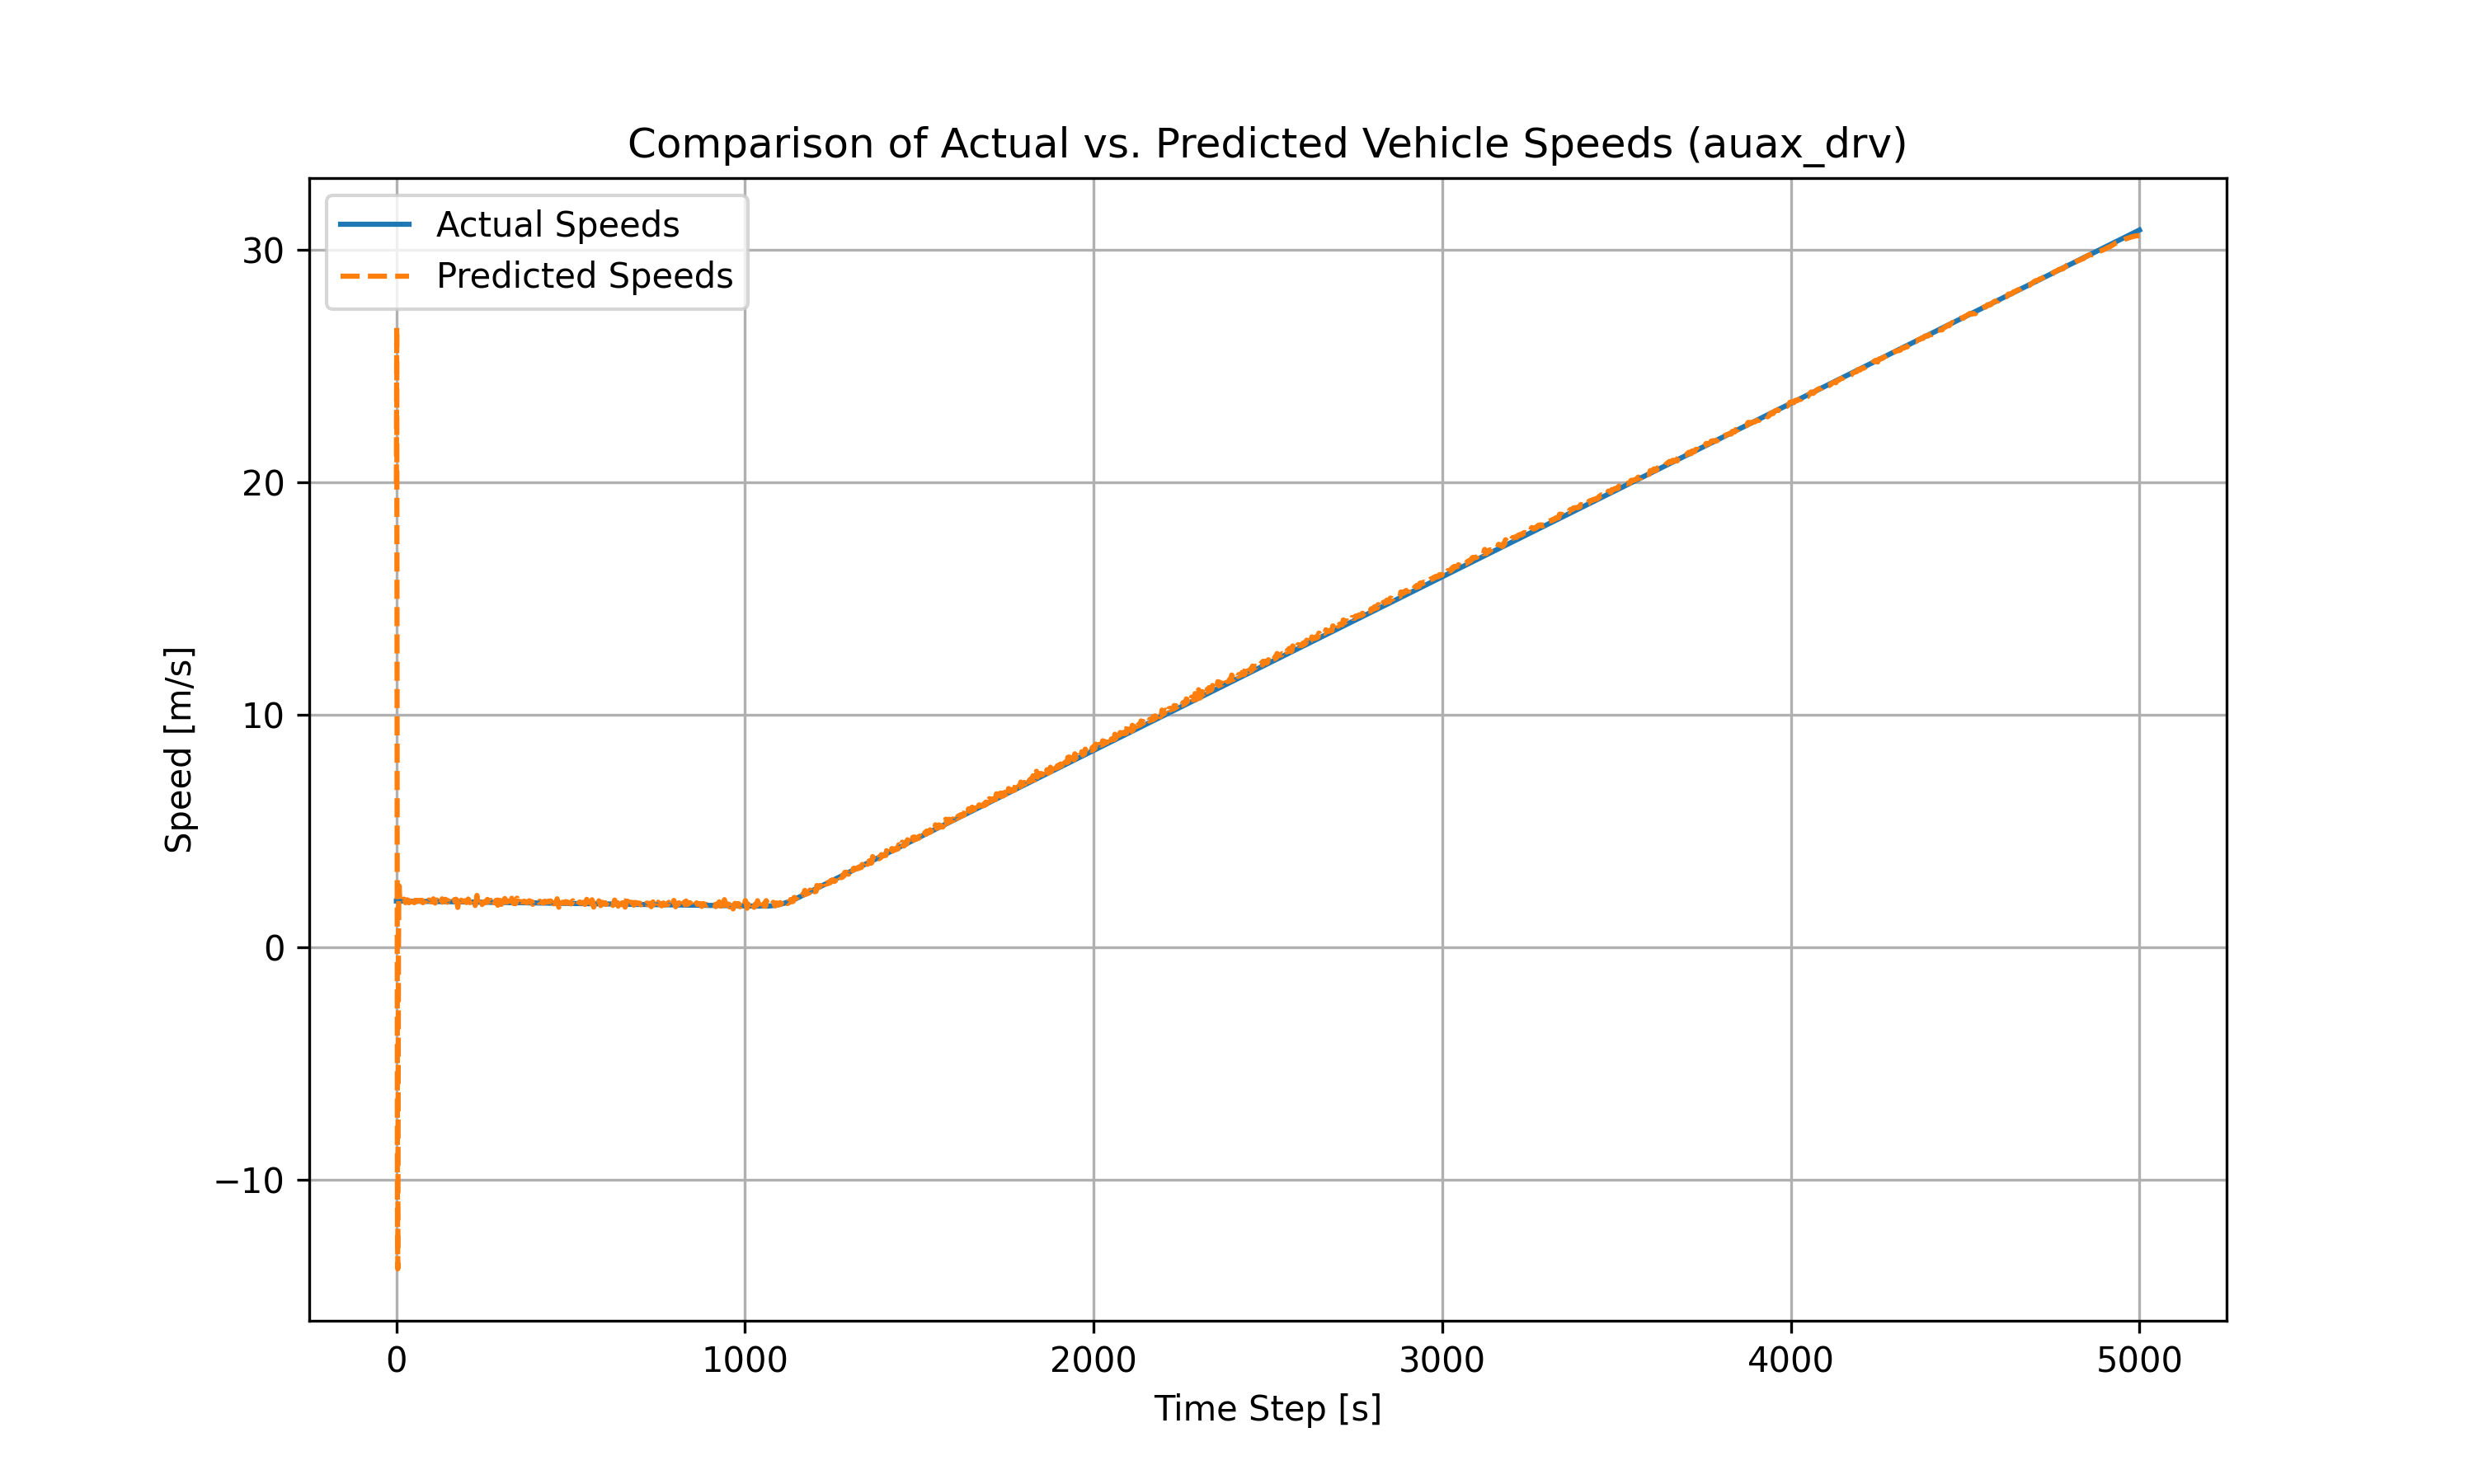 Comparison of Actual vs. Predicted Vehicle Speeds (auax_drv)
Actual Speeds
Predicted Speeds
30
20
10
0
−10
Speed [m/s]
0 1000 2000 3000 4000 5000
Time Step [s]